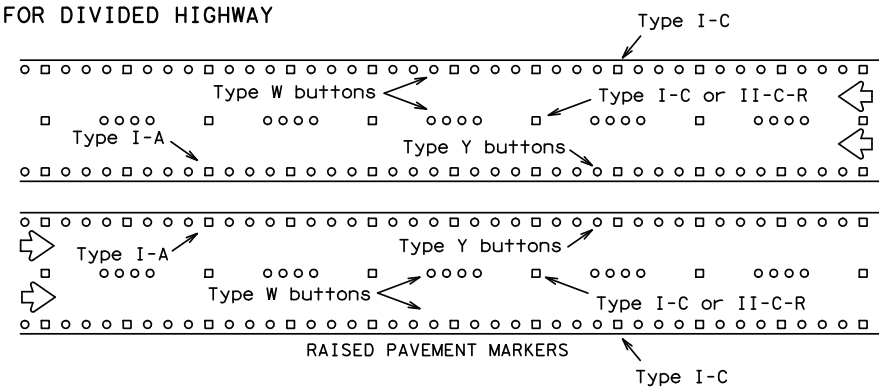 FOR DIVIDED HIGHWAY
Type I-C
Type W buttons
Type I-C or II-C-R
Type I-A
Type Y buttons
Type I-A
Type Y buttons
Type W buttons
Type I-C or II-C-R
RAISED PAVEMENT MARKERS
Type I-C